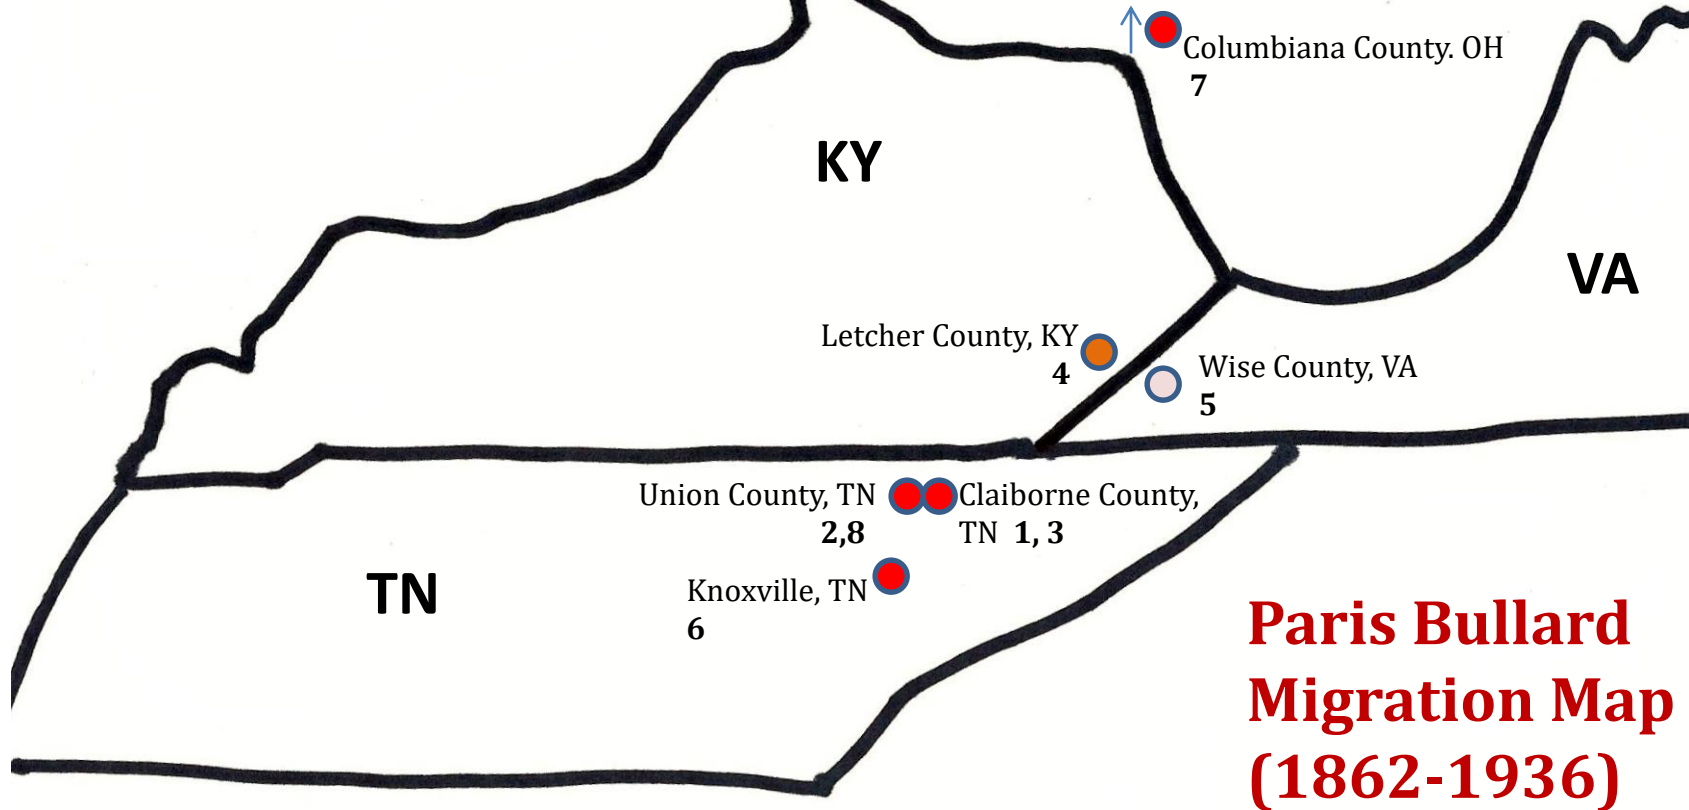 Columbiana County. OH
7
KY
VA
Letcher County, KY
4
Wise County, VA
5
Union County, TN
2,8
Claiborne County,
TN 1, 3
TN
Knoxville, TN
6
Paris Bullard
Migration Map
(1862-1936)